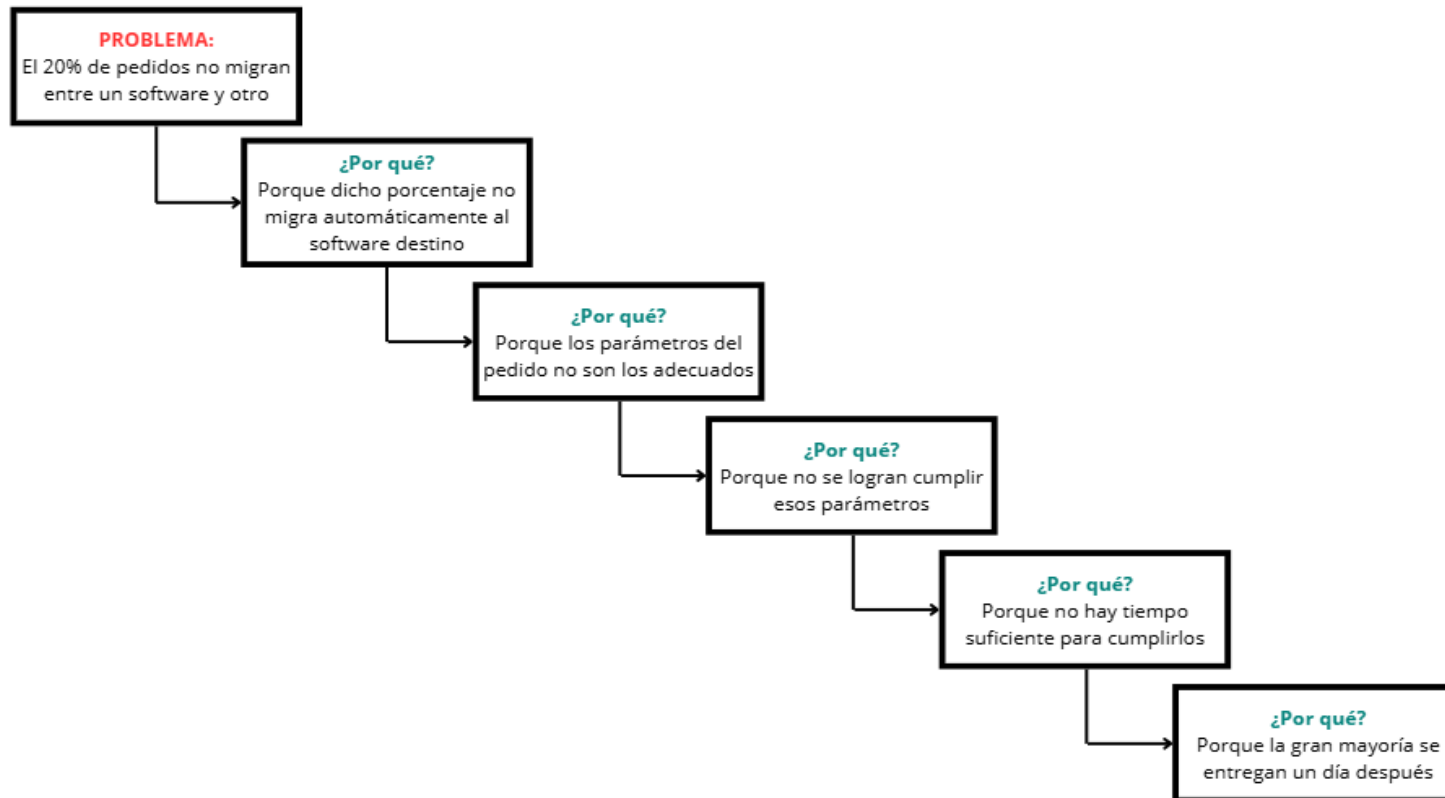 PROBLEMA:
El 20% de pedidos no migran
entre un software y otro
¿Por qué?
Porque dicho porcentaje no
migra automáticamente al
software destino
¿Por qué?
Porque los parámetros del
pedido no son los adecuados
¿Por qué?
Porque no se logran cumplir
esos parámetros
¿Por qué?
Porque no hay tiempo
suficiente para cumplirlos
¿Por qué?
Porque la gran mayoría se
entregan un día después